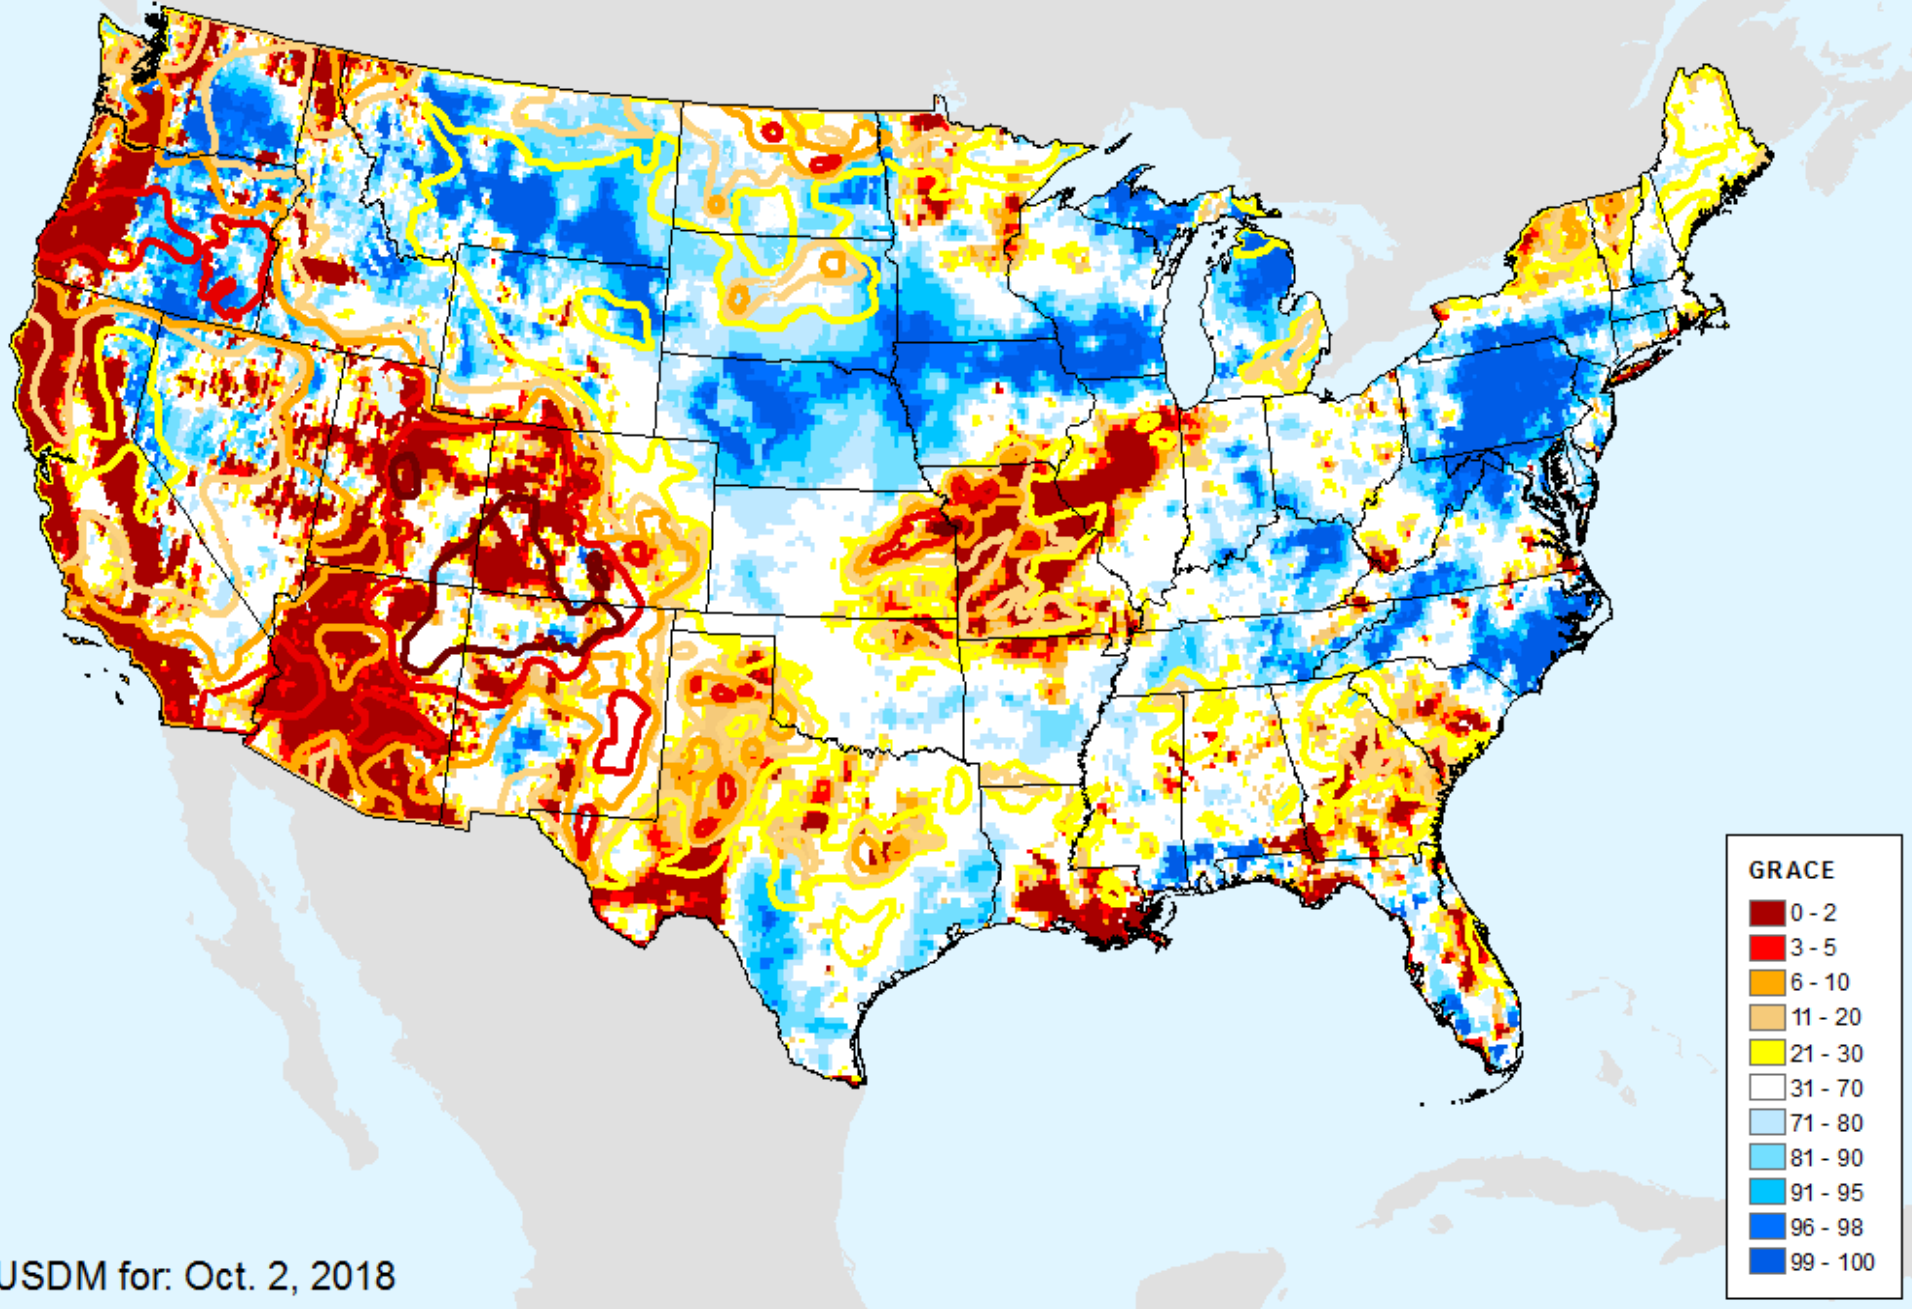 GRACE
0 - 2
3 - 5
6 - 10
11 - 20
21 - 30
31 - 70
71 - 80
81 - 90
91 - 95
96 - 98
99 - 100
USDM for: Oct. 2, 2018